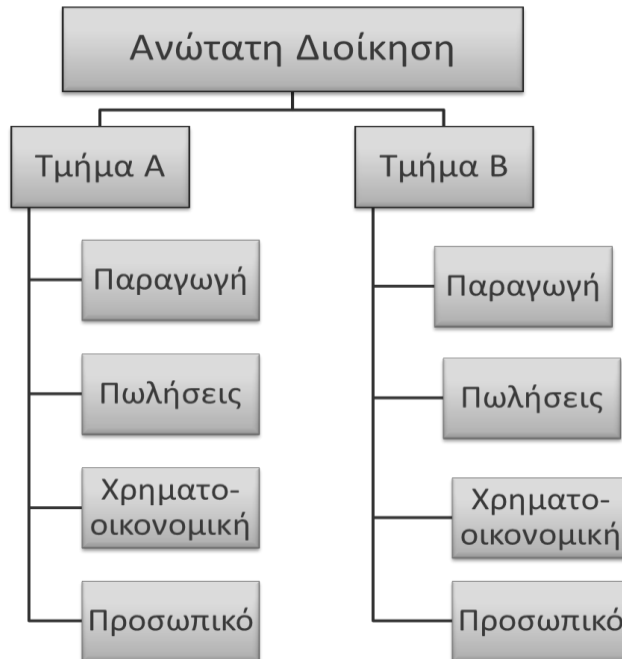 Ανώτατη Διοίκηση
Τμήμα Α
Τμήμα Β
Παραγωγή
Πωλήσεις
Χρηματο-
οικονομική
Προσωπικό
Παραγωγή
Πωλήσεις
Χρηματο-
οικονομική
Προσωπικό